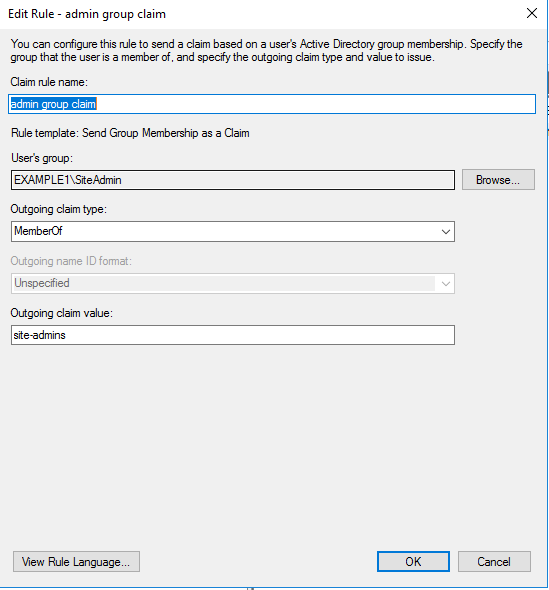 Edit Rule - admin group claim
You can configure this rule to send a claim based on a user's Active Directory group membership. Specify the
group that the user is a member of, and specify the outgoing claim type and value to issue.
Claim rule name:
admin group claim
Rule template: Send Group Membership as a Claim
User's group:
EXAMPLE1\SiteAdmin
Browse...
Outgoing claim type:
MemberOf
Outgoing name ID format:
Unspecified
Outgoing claim value:
site-admins
View Rule Language...
OK
Cancel